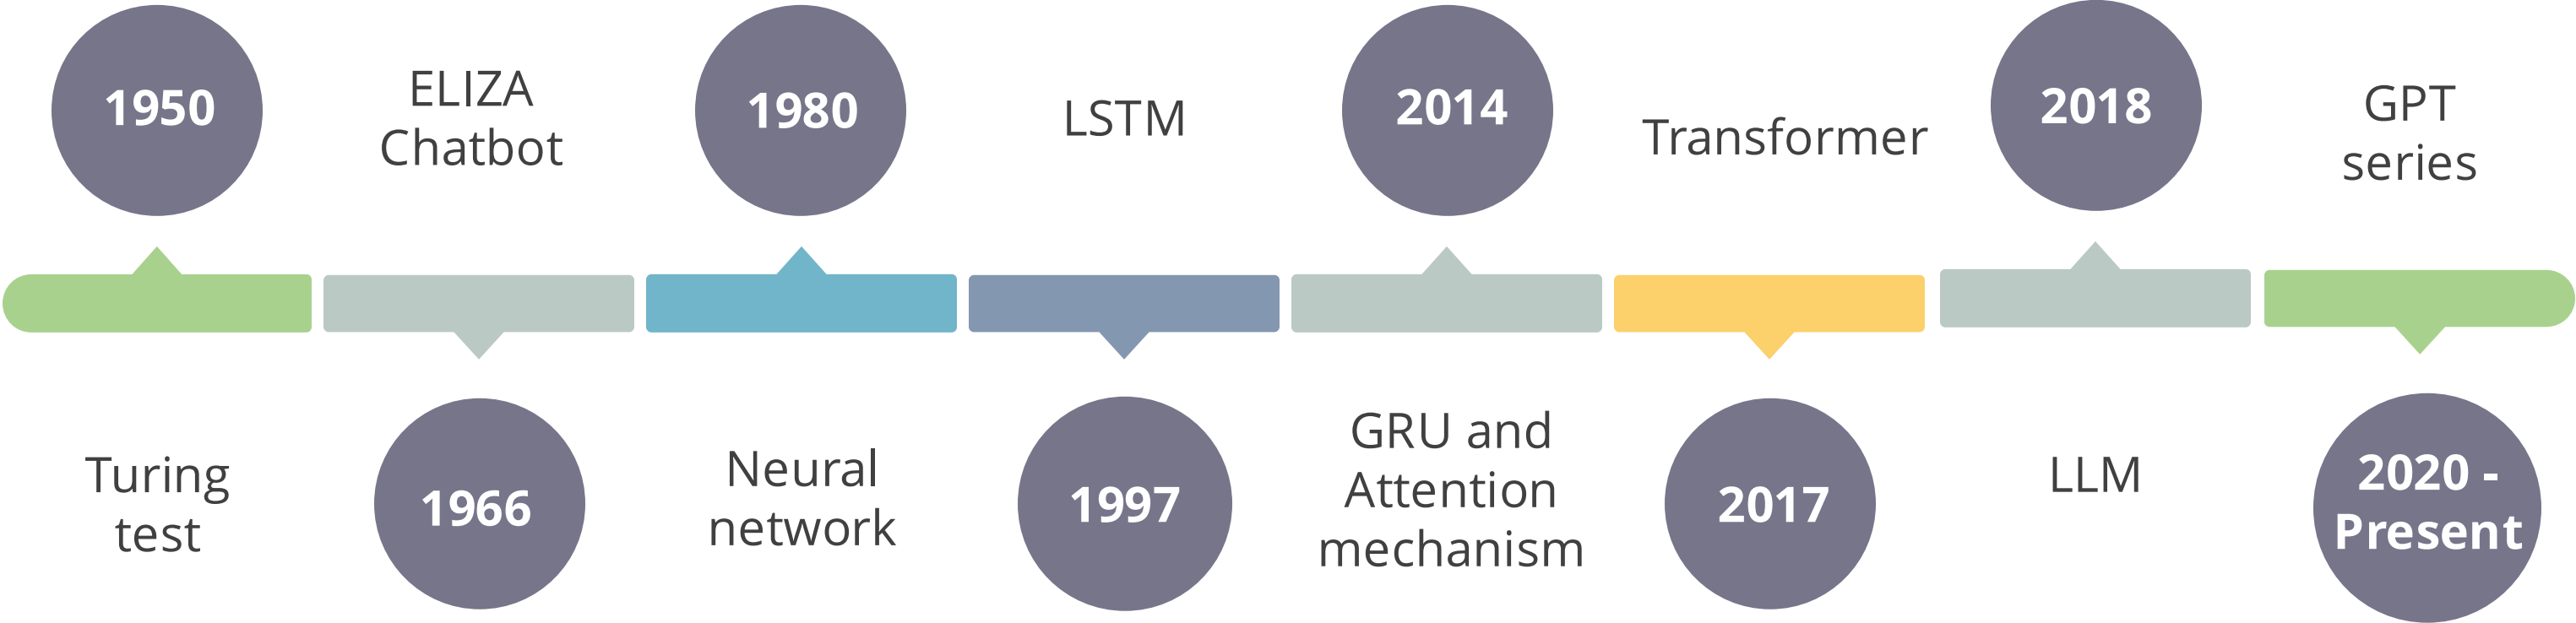 1950
Turing
test
ELIZA
Chatbot
1966
1980
Neural
network
LSTM
1997
2014
GRU and
Attention
mechanism
Transformer
2017
2018
LLM
GPT
series
2020 -
Present